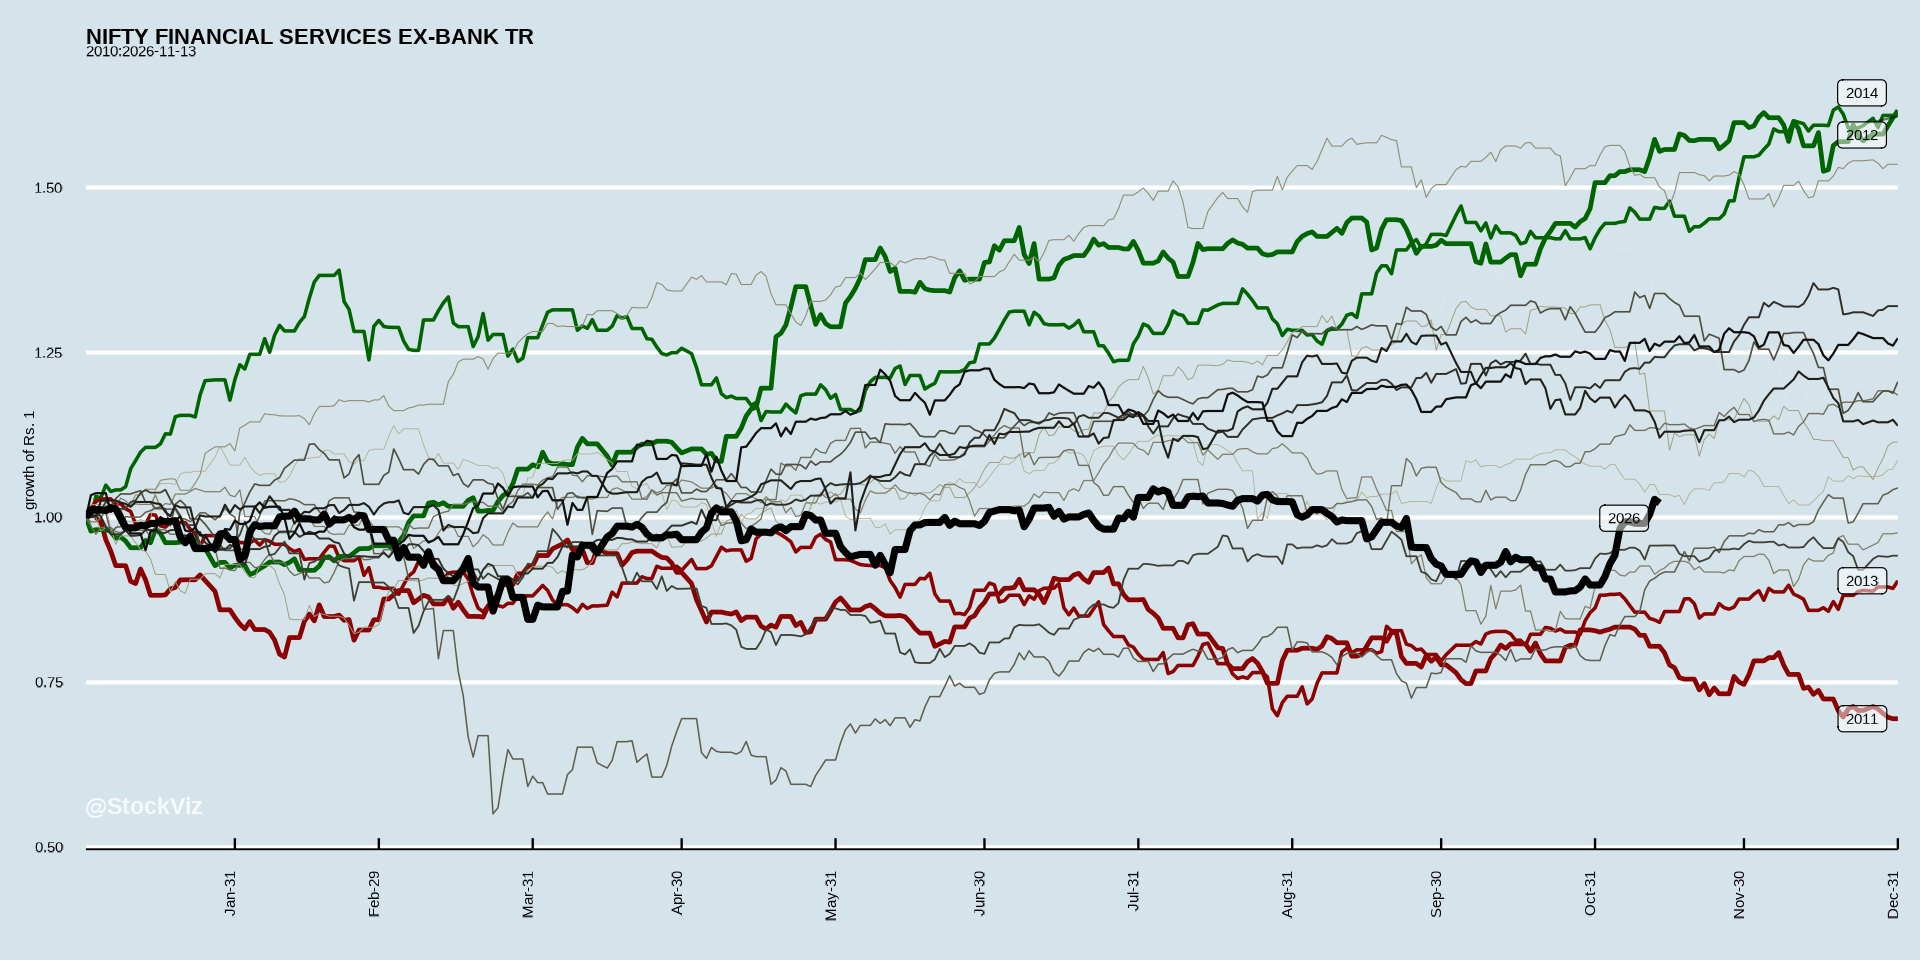 NIFTY FINANCIAL SERVICES EX-BANK TR
2010:2026-11-13
growth of Rs. 1
1.50
1.25
1.00
0.75
0.50
2014
2012
2026
2013
2011
@StockViz
Jan-31
Feb-29
Mar-31
Apr-30
May-31
Jun-30
Jul-31
Aug-31
Sep-30
Oct-31
Nov-30
Dec-31